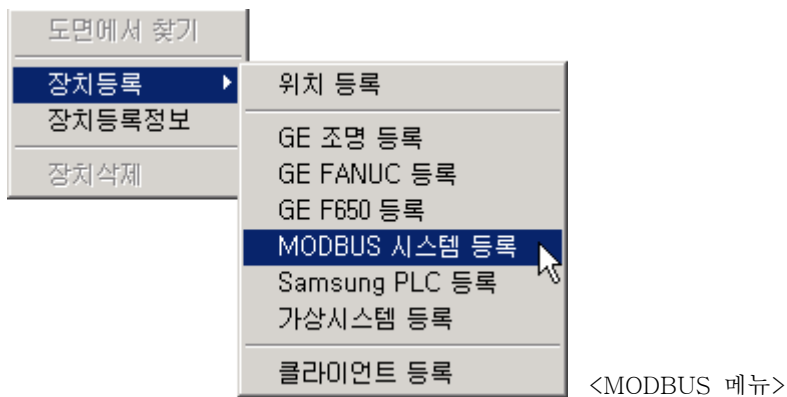 도면에서 찾기
장치등록
장치등록정보
장치삭제
위치 등록
GE 조명 등록
GE FANUC 등록
GE F650 등록
MODBUS 시스템 등록
Samsung PLC 등록
가상시스템 등록
클라이언트 등록
<MODBUS 메뉴>